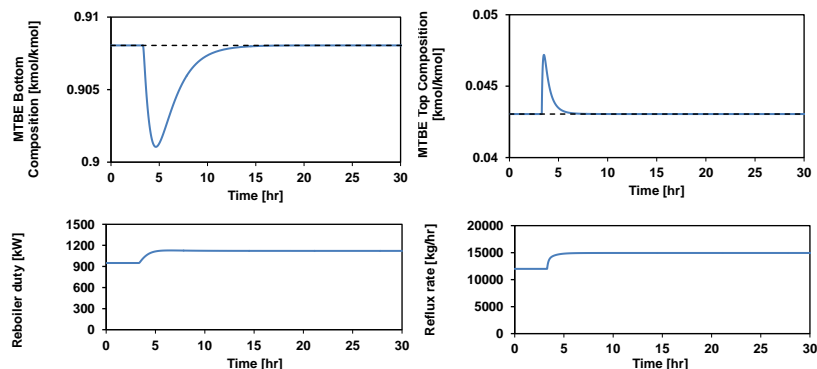 MTBE Bottom
Composition [kmol/kmol]
0.91
0.905
0.9
0 5 10 15 20 25 30
Time [hr]
MTBE Top Composition
[kmol/kmol]
0.05
0.045
0.04
0 5 10 15 20 25 30
Time [hr]
Reboiler duty [kW]
1500
1200
900
600
300
0
0 5 10 15 20 25 30
Time [hr]
Reflux rate [kg/hr]
20000
15000
10000
5000
0
0 5 10 15 20 25 30
Time [hr]